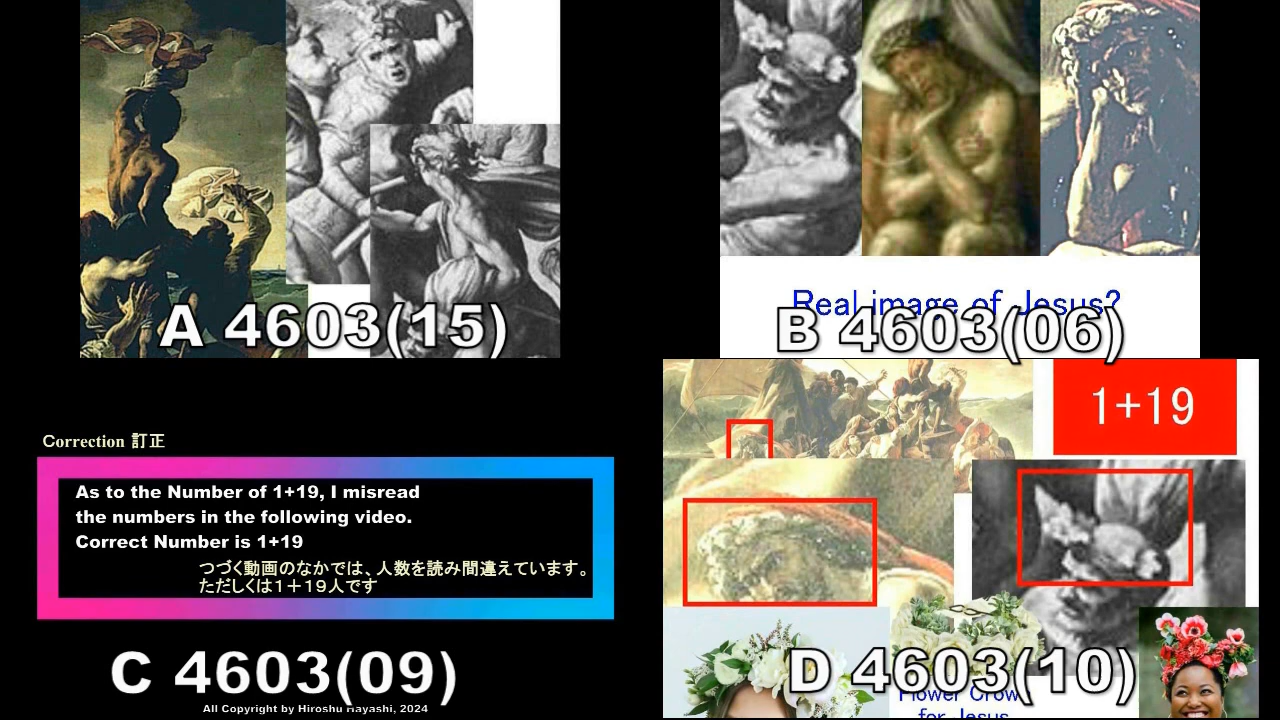 A 4603(15)
Real image of Jesus?
B 4603(06)
Correction 訂正
As to the Number of 1+19, I misread
the numbers in the following video.
Correct Number is 1+19
つづく動画のなかでは、人数を読み間違えています。
ただしくは1＋19人です
C 4603(09)
All Copyright by Hiroshu Hayashi, 2024
1+19
D 4603(10)
Flower Crown
for Jesus